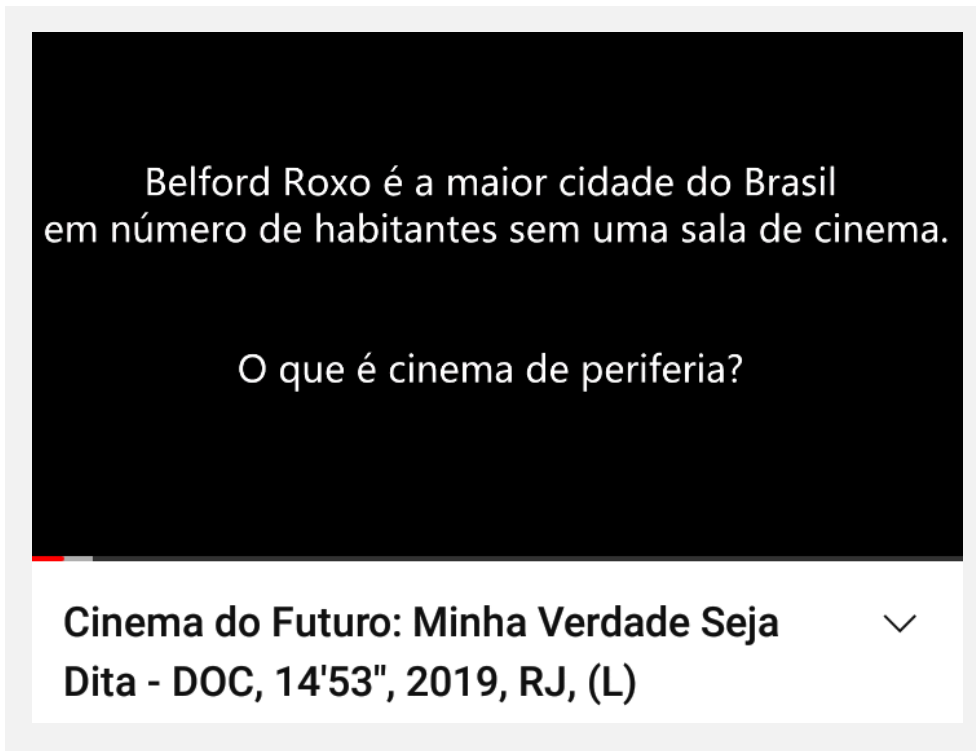 Belford Roxo é a maior cidade do Brasil
em número de habitantes sem uma sala de cinema.
O que é cinema de periferia?
Cinema do Futuro: Minha Verdade Seja
Dita - DOC, 14'53", 2019, RJ, (L)